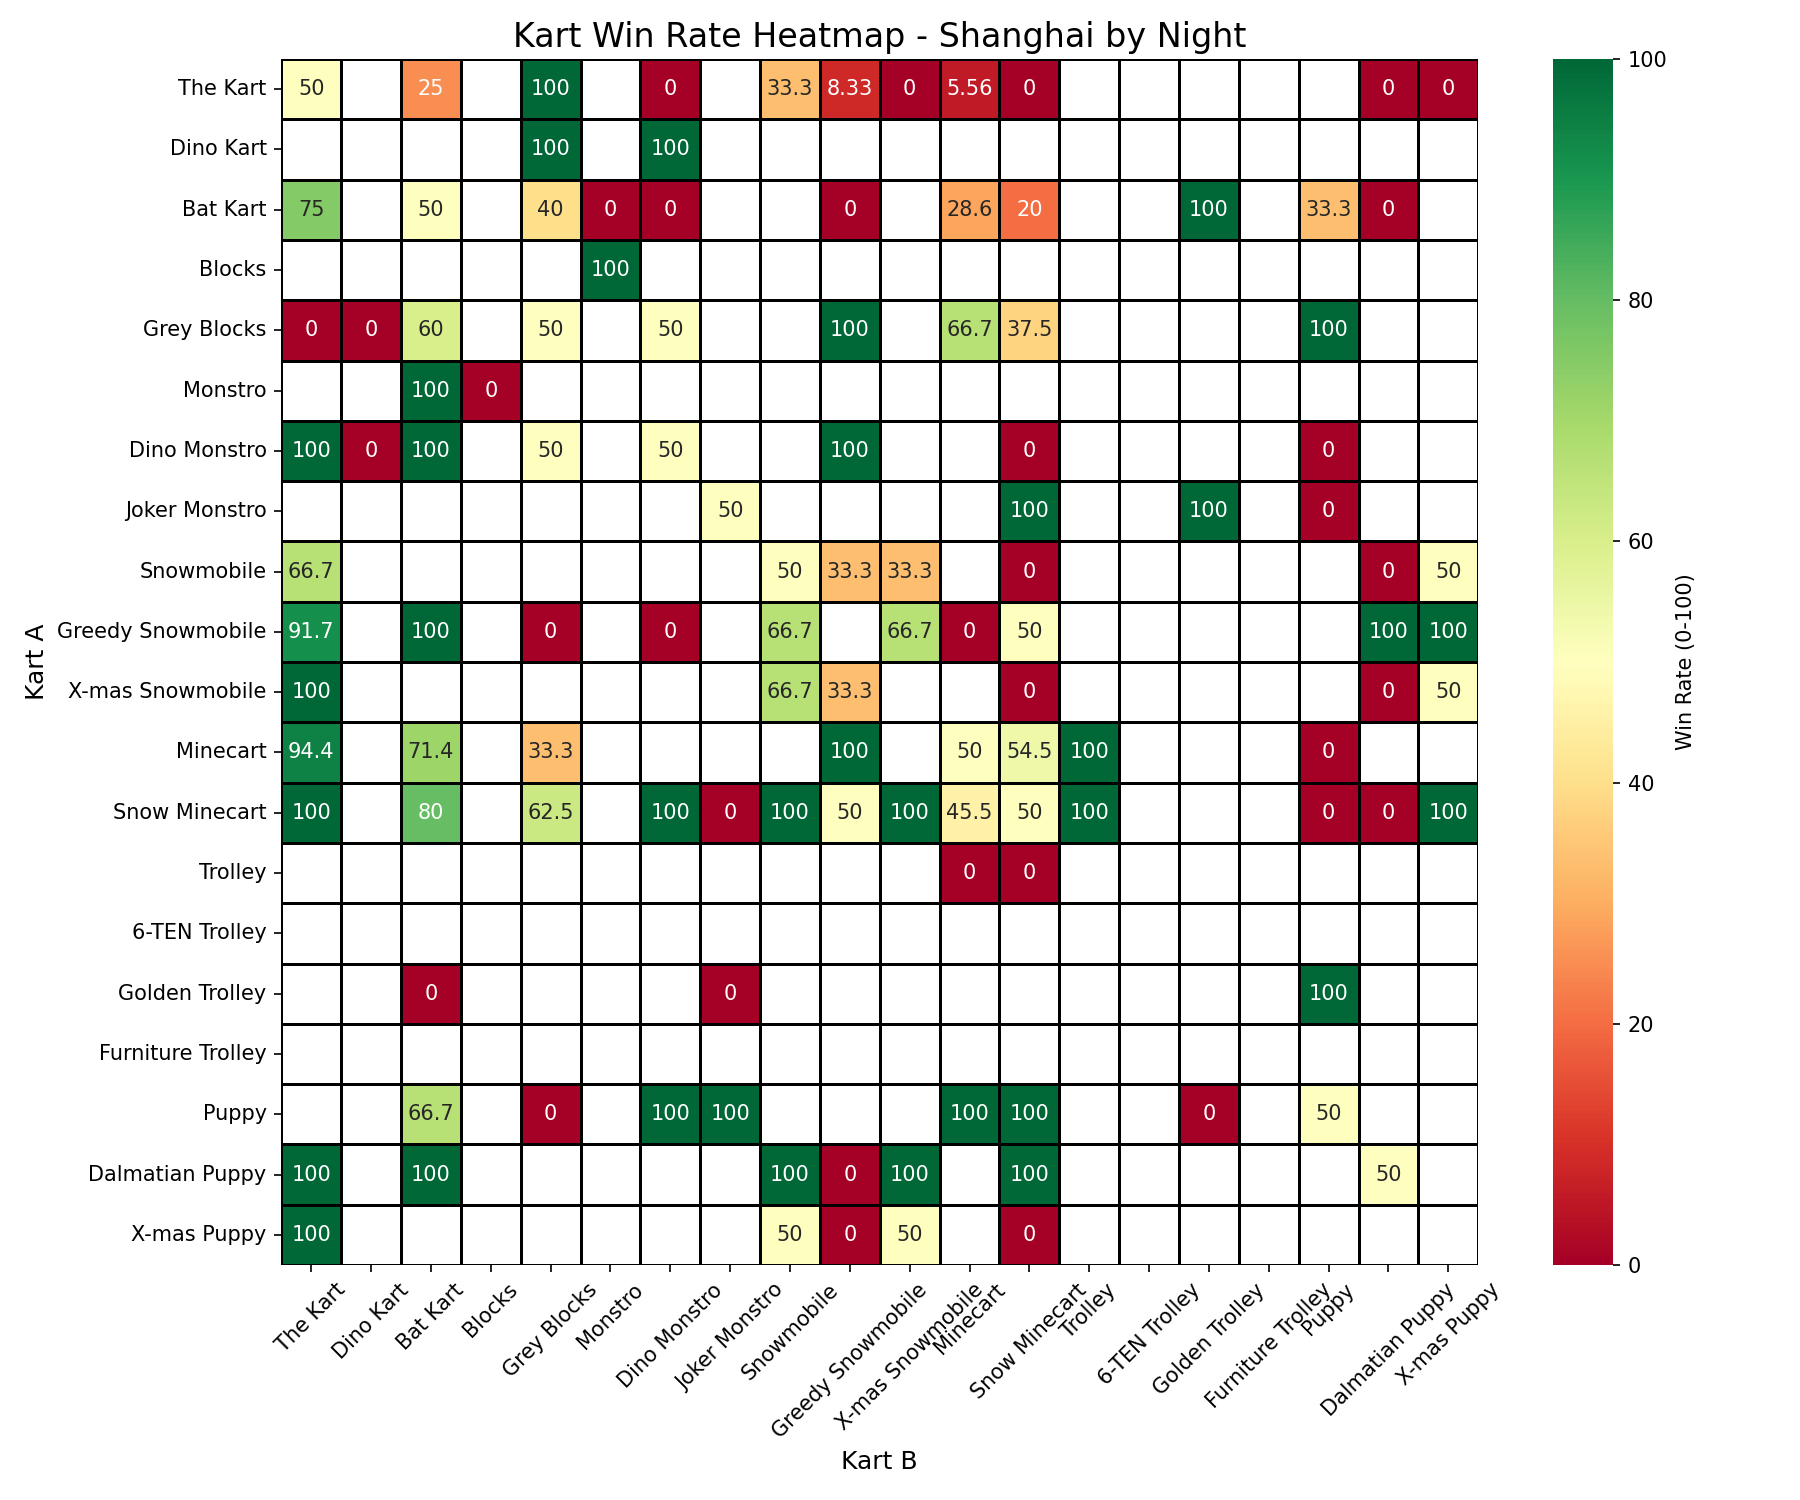 Kart Win Rate Heatmap - Shanghai by Night
Kart A
The Kart 50 25 100 0 33.3 8.33 0 5.56 0 0 0
Dino Kart 100 100
Bat Kart 75 50 40 0 0 0 28.6 20 100 33.3 0
Blocks 100
Grey Blocks 0 0 60 50 50 100 66.7 37.5 100
Monstro 100 0
Dino Monstro 100 0 100 50 50 100 0 0
Joker Monstro 50 100 100 0
Snowmobile 66.7 50 33.3 33.3 0 0 50
Greedy Snowmobile 91.7 100 0 0 66.7 66.7 0 50 100 100
X-mas Snowmobile 100 66.7 33.3 0 0 50
Minecart 94.4 71.4 33.3 100 50 54.5 100 0
Snow Minecart 100 80 62.5 100 0 100 50 100 45.5 50 100 0 0 100
Trolley 0 0
6-TEN Trolley
Golden Trolley 0 0 100
Furniture Trolley
Puppy 66.7 0 100 100 100 100 0 50
Dalmatian Puppy 100 100 100 0 100 100 50
X-mas Puppy 100 50 0 50 0
The Kart
Dino Kart
Bat Kart
Blocks
Grey Blocks
Monstro
Dino Monstro
Joker Monstro
Snowmobile
Greedy Snowmobile
X-mas Snowmobile
Minecart
Snow Minecart
Trolley
6-TEN Trolley
Golden Trolley
Furniture Trolley
Puppy
Dalmatian Puppy
X-mas Puppy
Kart B
100
80
60
40
20
0
Win Rate (0-100)